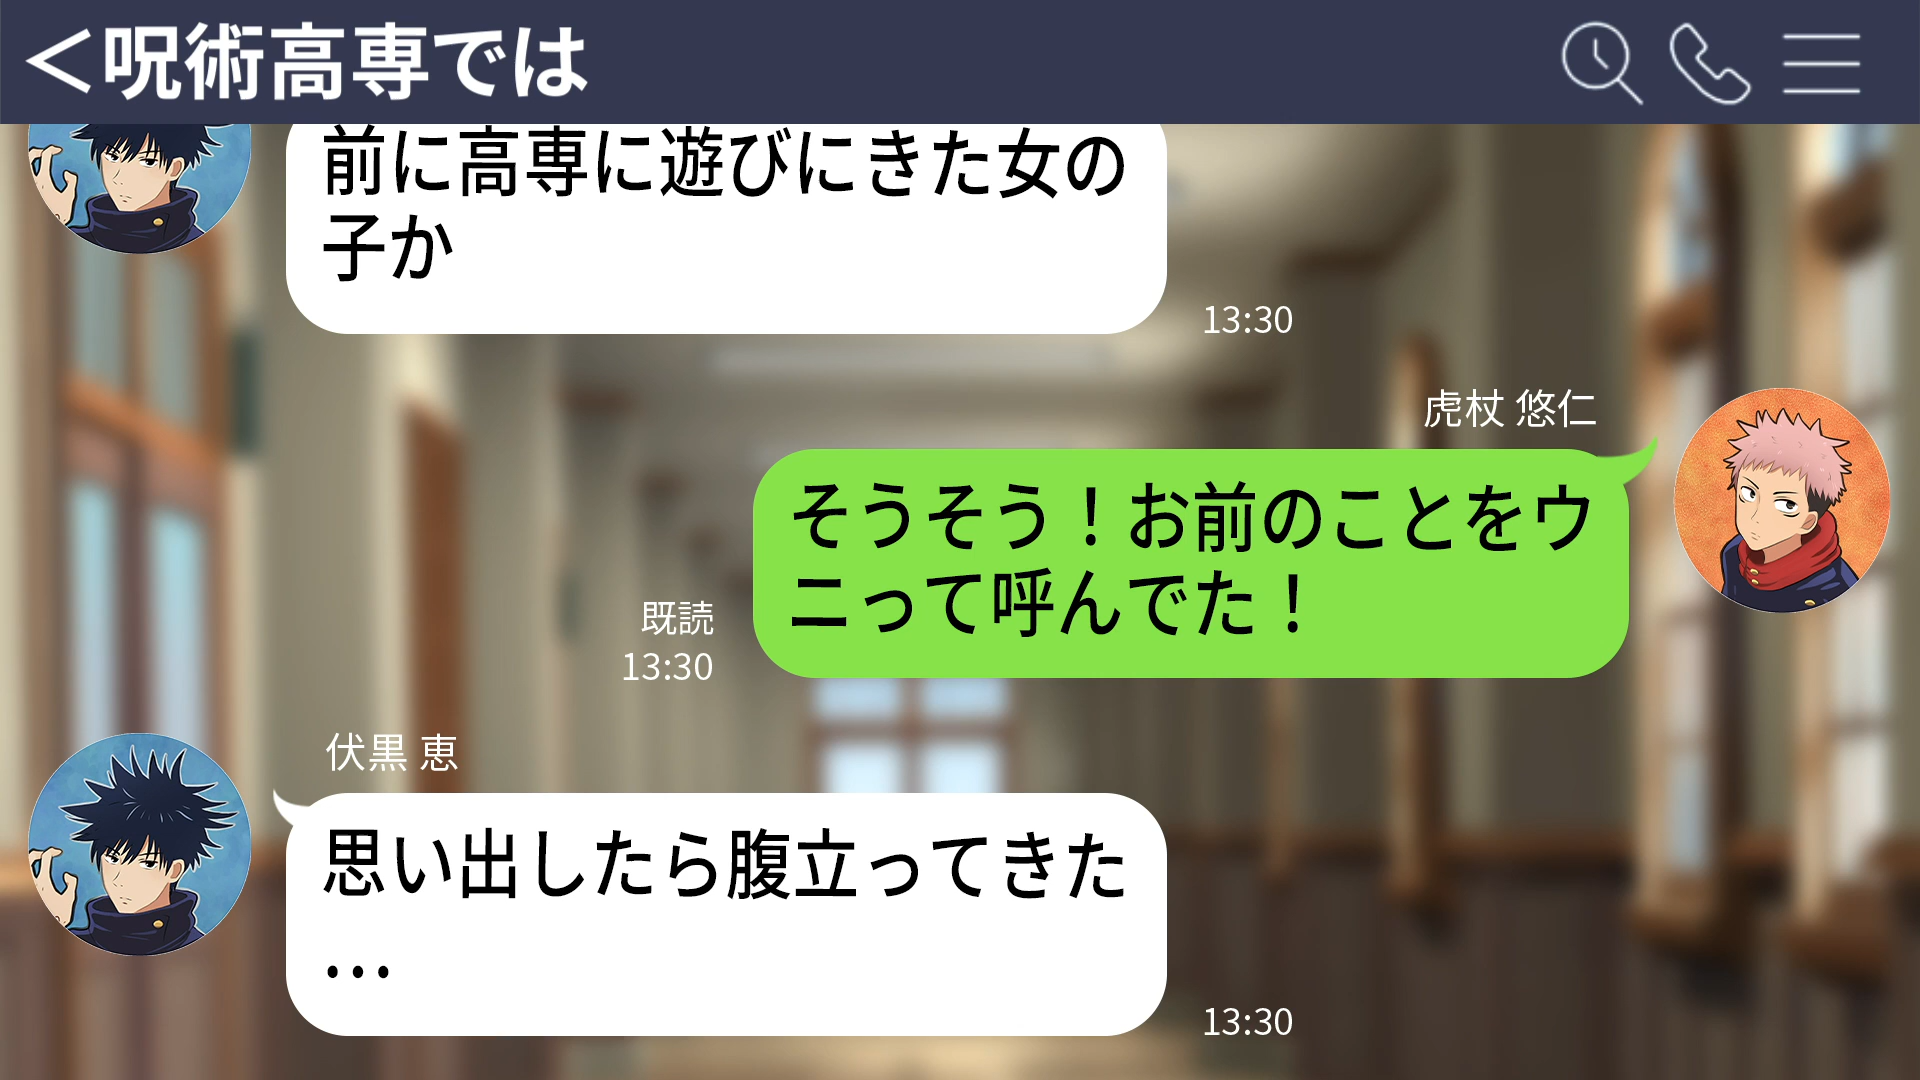 ＜呪術高専では
前に高専に遊びにきた女の
子か
13:30
虎杖 悠仁
そうそう！お前のことをウ
ニって呼んでた！
既読
13:30
伏黒 恵
思い出したら腹立ってきた
…
13:30